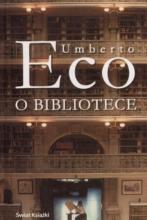 Umberto
Eco
O BIBLIOTECE
Świat Książki